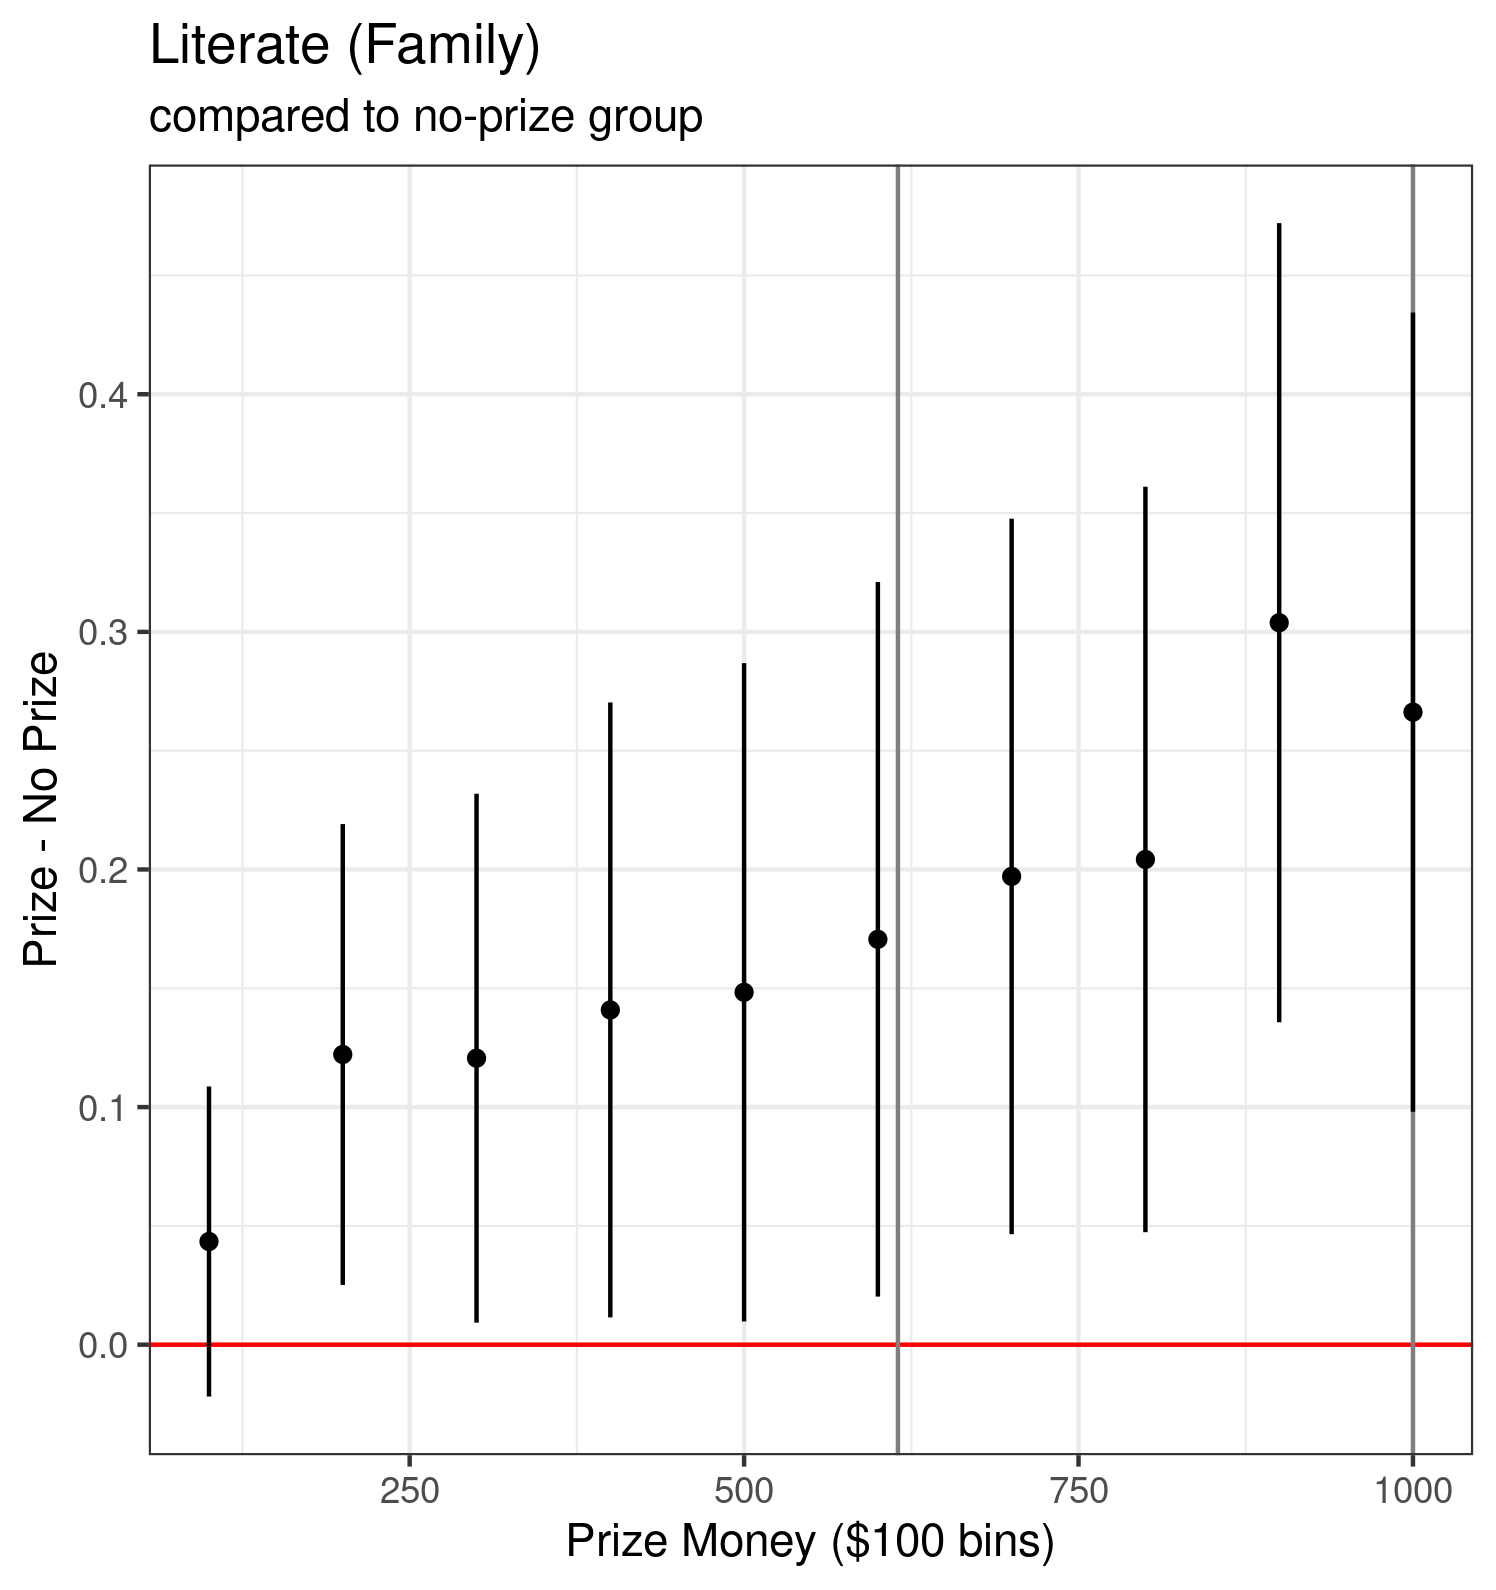 Literate (Family)
compared to no-prize group
Prize - No Prize
0.4
0.3
0.2
0.1
0.0
250 500 750 1000
Prize Money ($100 bins)